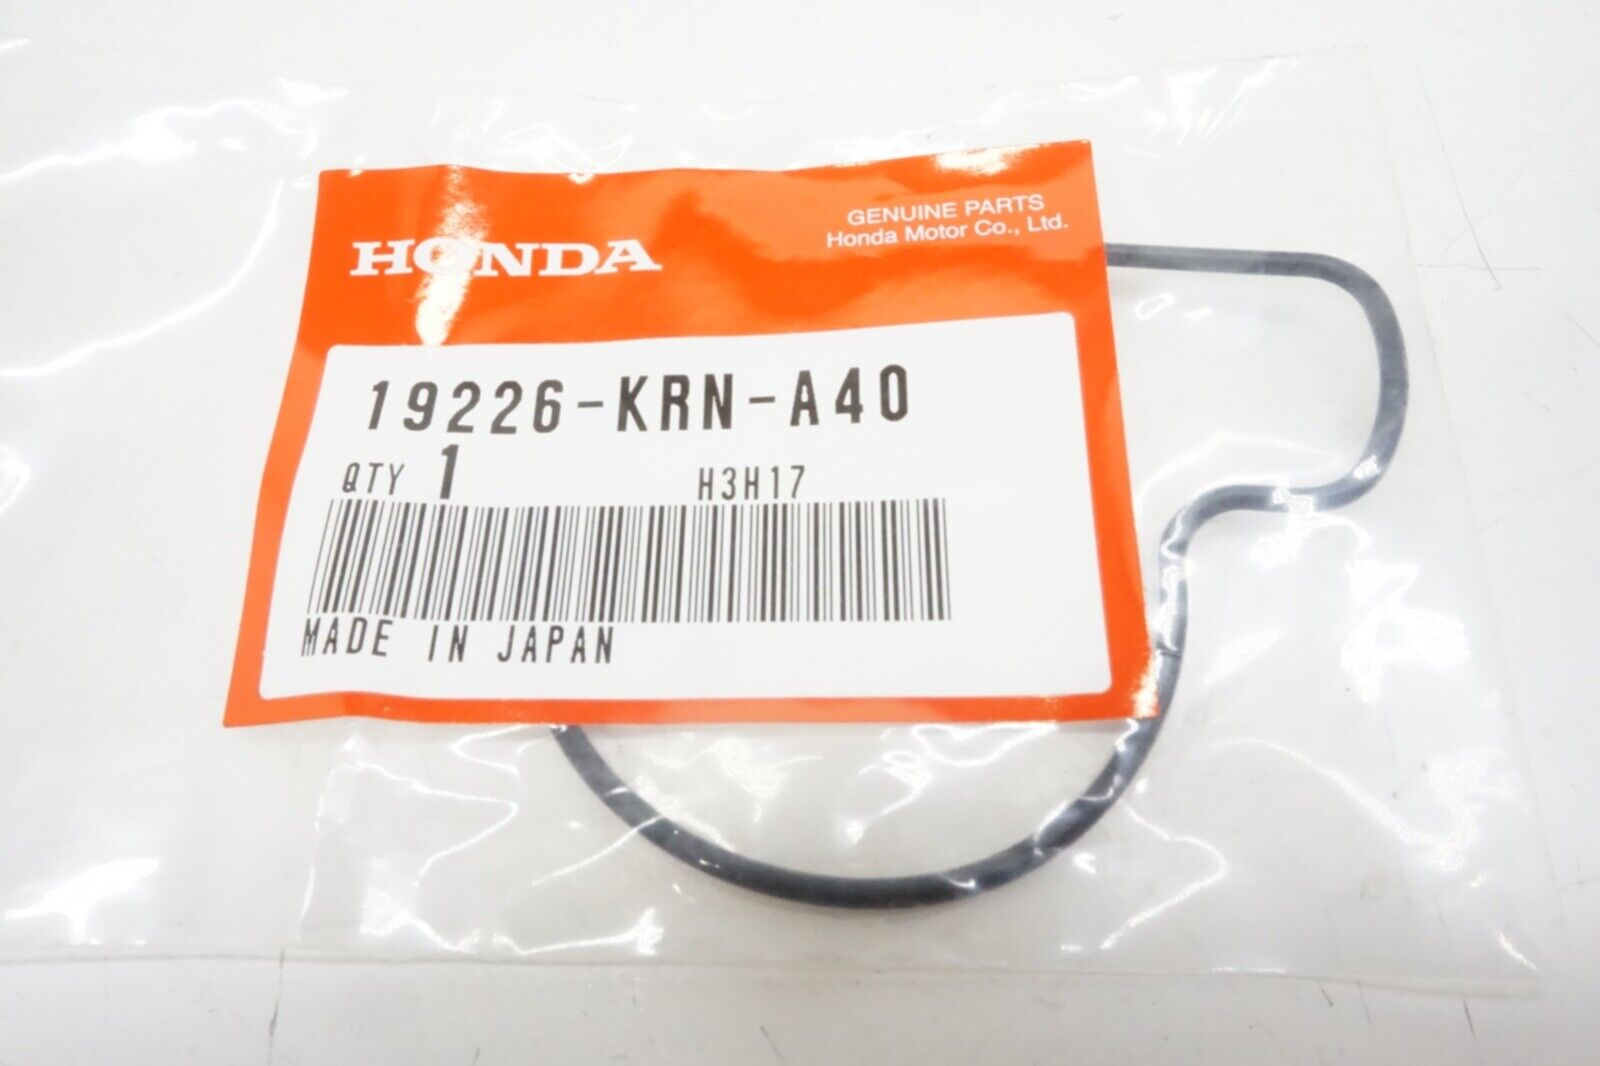 GENUINE PARTS
Honda Motor Co., Ltd.
HONDA
19226-KRN-A40
QTY 1 H3H17
MADE IN JAPAN